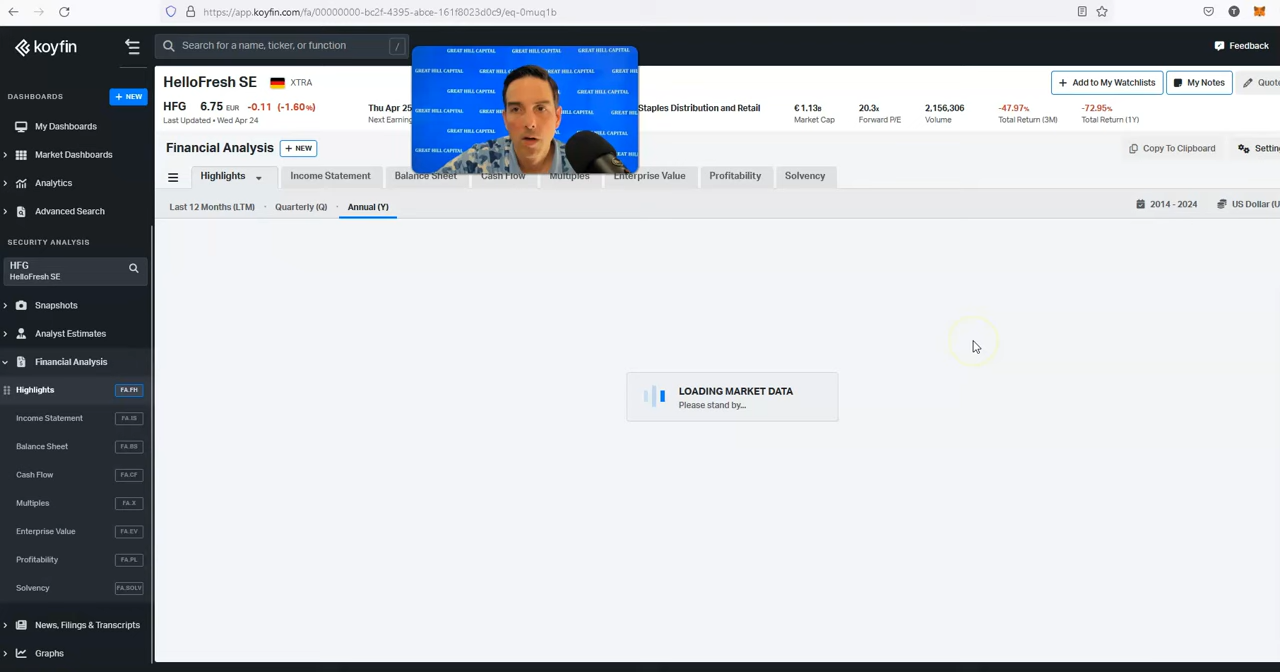 https://app.koyfin.com/fa/00000000-bc2f-4395-abce-161f8023d0c9/eq-0muq1b
koyfin
Search for a name, ticker, or function
/
Feedback
DASHBOARDS
+ NEW
My Dashboards
Market Dashboards
Analytics
Advanced Search
SECURITY ANALYSIS
HFG
HelloFresh SE
Snapshots
Analyst Estimates
Financial Analysis
Highlights FA.FH
Income Statement FA.IS
Balance Sheet FA.BS
Cash Flow FA.CF
Multiples FA.X
Enterprise Value FA.EV
Profitability FA.PL
Solvency FA.SOLV
News, Filings & Transcripts
Graphs
HelloFresh SE XTRA
+ Add to My Watchlists
My Notes
HFG 6.75 EUR -0.11 (-1.60%)
Last Updated • Wed Apr 24
Thu Apr 25
Next
Staples Distribution and Retail
€ 1.13B
Market Cap
20.3x
Forward P/E
2,156,306
Volume
-47.97%
Total Return (3M)
-72.95%
Total Return (1Y)
GREAT HILL CAPITAL GREAT HILL CAPITAL GREAT HILL CAPITAL
Financial Analysis + NEW
Copy To Clipboard
Highlights
Income Statement
Balance Sheet
Cash Flow
Multiples
Enterprise Value
Profitability
Solvency
Last 12 Months (LTM) • Quarterly (Q) • Annual (Y)
2014 - 2024
US Dollar
LOADING MARKET DATA
Please stand by...